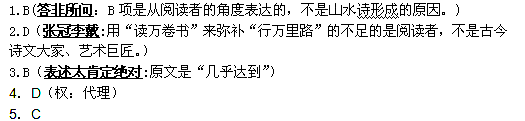 1.B(答非所问：B项是从阅读者的角度表达的，不是山水诗形成的原因。)
2.D（张冠李戴:用“读万卷书”来弥补“行万里路”的不足的是阅读者，不是古今
诗文大家、艺术巨匠。）
3.B（表述太肯定绝对:原文是“几乎达到”）
4. D（权：代理）
5. C